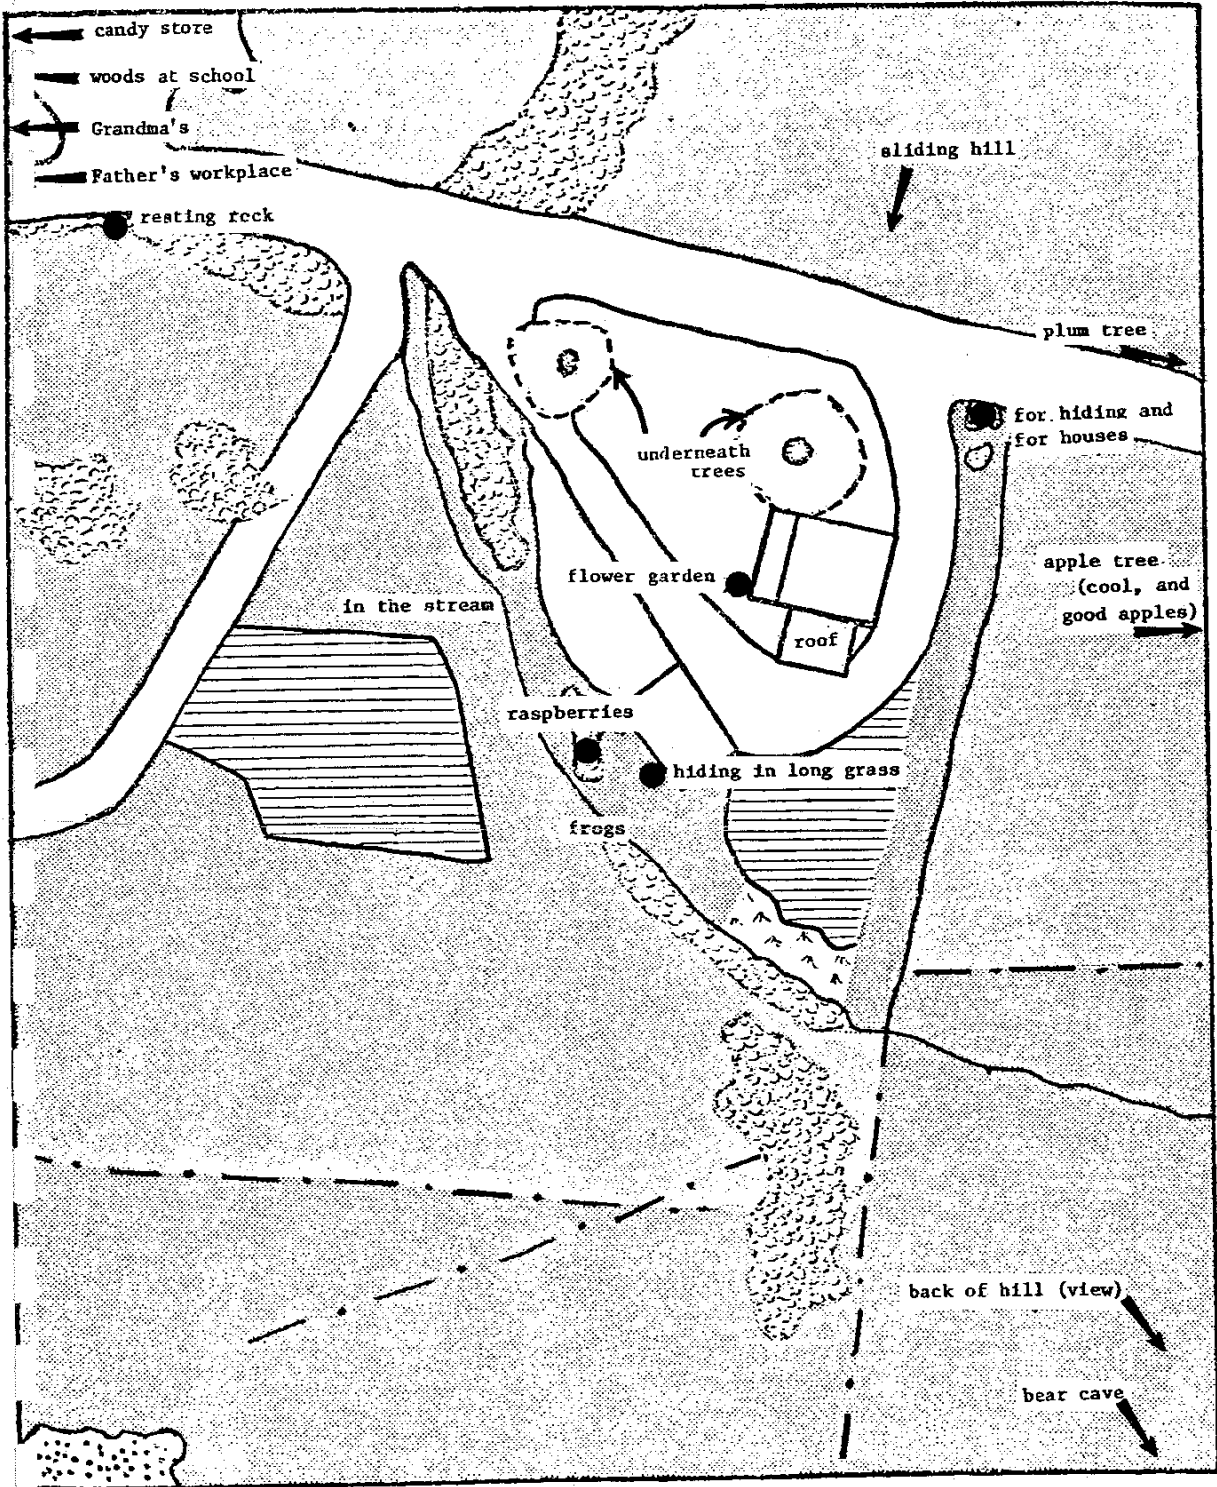 candy store
woods at school
Grandma's
Father's workplace
resting rock
sliding hill
plum tree
for hiding and
for houses
underneath
trees
apple tree
(cool, and
good apples)
flower garden
in the stream
roof
raspberries
hiding in long grass
frogs
back of hill (view)
bear cave